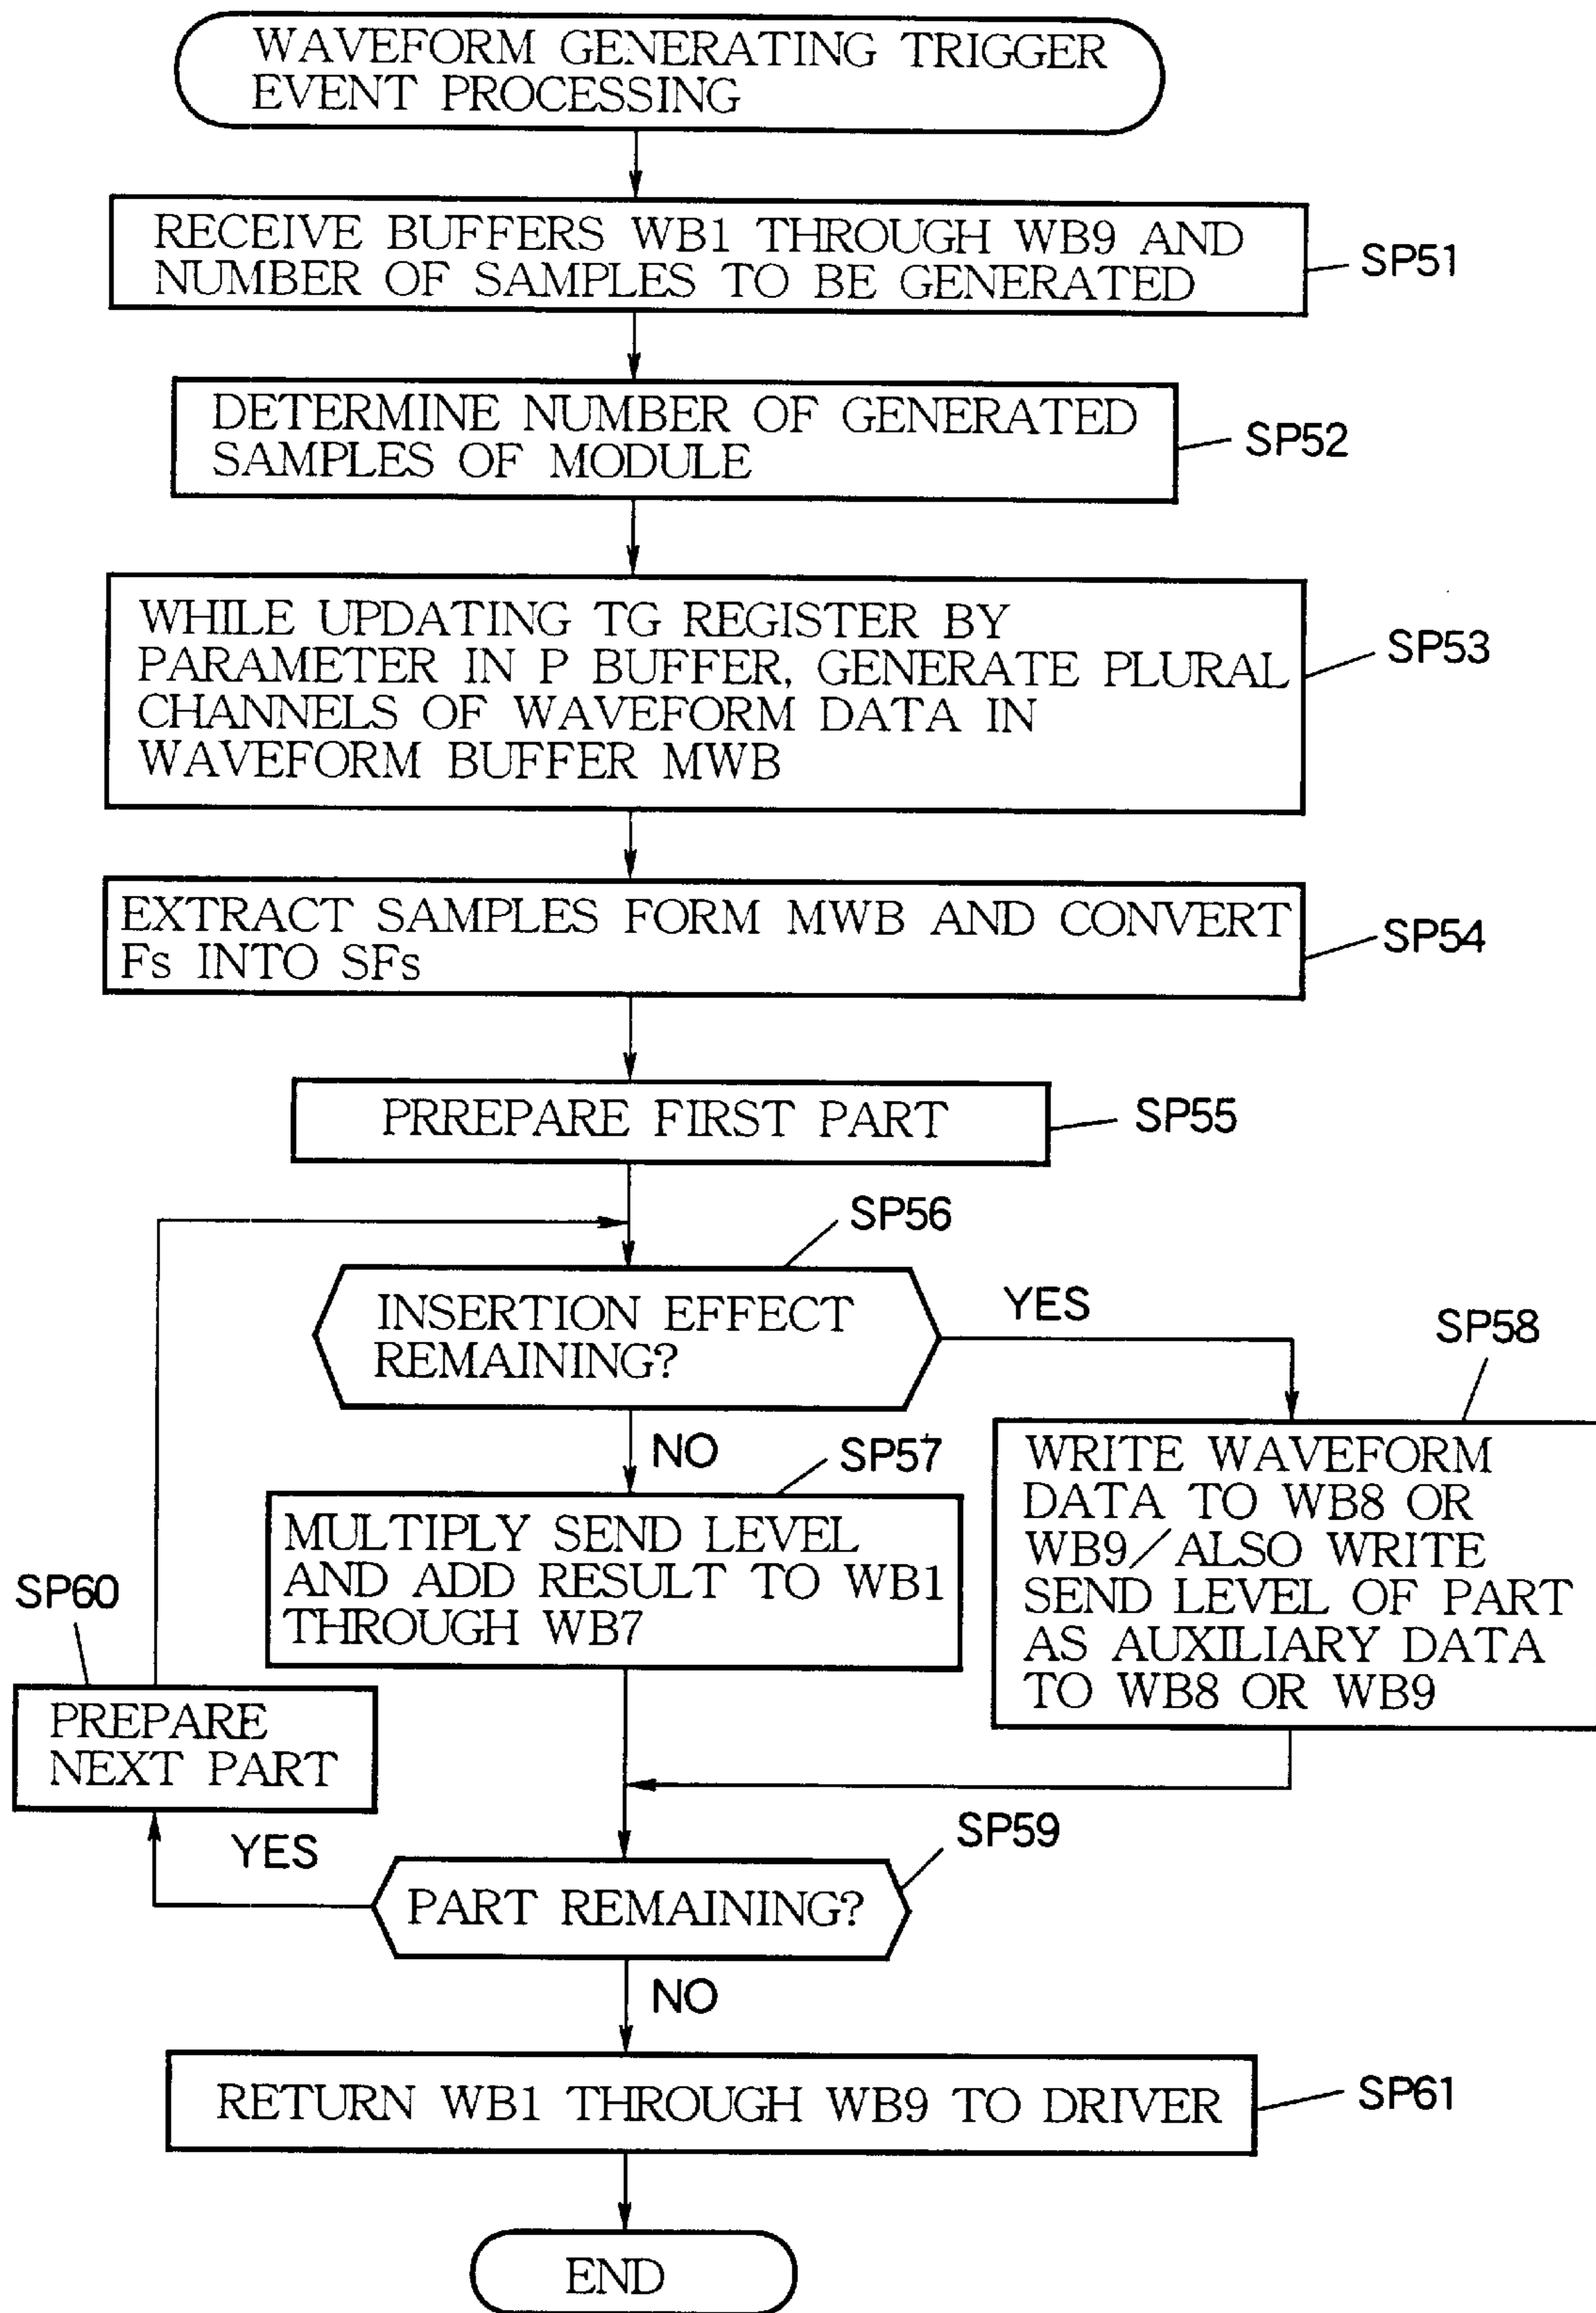 WAVEFORM GENERATING TRIGGER
EVENT PROCESSING
RECEIVE BUFFERS WB1 THROUGH WB9 AND
NUMBER OF SAMPLES TO BE GENERATED
SP51
DETERMINE NUMBER OF GENERATED
SAMPLES OF MODULE
SP52
WHILE UPDATING TG REGISTER BY
PARAMETER IN P BUFFER, GENERATE PLURAL
CHANNELS OF WAVEFORM DATA IN
WAVEFORM BUFFER MWB
SP53
EXTRACT SAMPLES FORM MWB AND CONVERT
Fs INTO SFs
SP54
PRREPARE FIRST PART
SP55
SP56
INSERTION EFFECT
REMAINING?
YES
SP58
NO
SP57
MULTIPLY SEND LEVEL
AND ADD RESULT TO WB1
THROUGH WB7
WRITE WAVEFORM
DATA TO WB8 OR
WB9/ALSO WRITE
SEND LEVEL OF PART
AS AUXILIARY DATA
TO WB8 OR WB9
SP60
PREPARE
NEXT PART
YES
SP59
PART REMAINING?
NO
RETURN WB1 THROUGH WB9 TO DRIVER
SP61
END